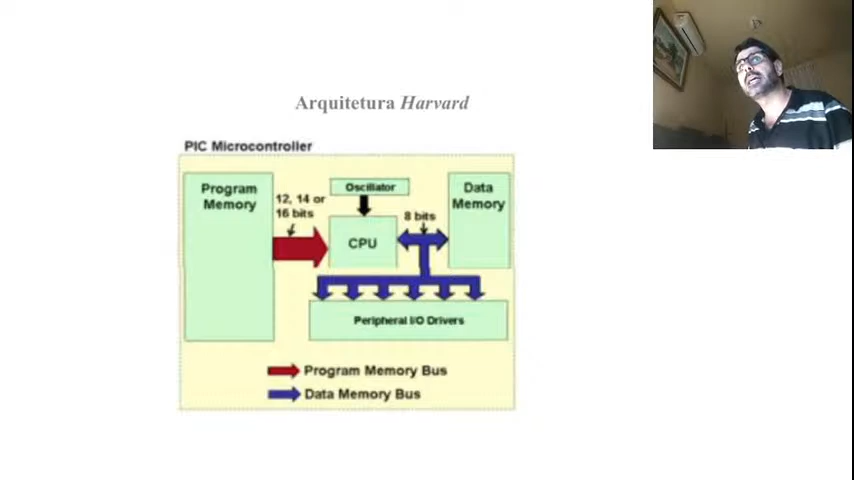 Arquitetura Harvard
PIC Microcontroller
Program
Memory
12, 14 or
16 bits
Oscillator
CPU
8 bits
Data
Memory
Peripheral I/O Drivers
Program Memory Bus
Data Memory Bus